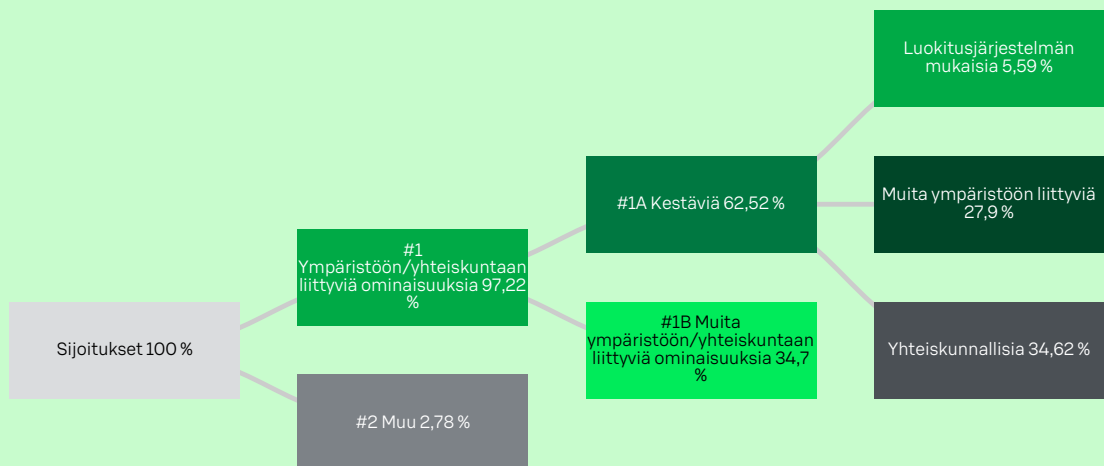 Sijoitukset 100 %
#1
Ympäristöön/yhteiskuntaan
liittyviä ominaisuuksia 97,22
%
#2 Muu 2,78 %
#1A Kestäviä 62,52 %
#1B Muita
ympäristöön/yhteiskuntaan
liittyviä ominaisuuksia 34,7
%
Luokitusjärjestelmän
mukaisia 5,59 %
Muita ympäristöön liittyviä
27,9 %
Yhteiskunnallisia 34,62 %